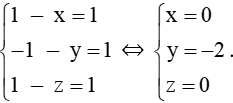 {1 - x = 1 ⇔ {x = 0
-1 - y = 1 ⇔ y = -2.
1 - z = 1 z = 0